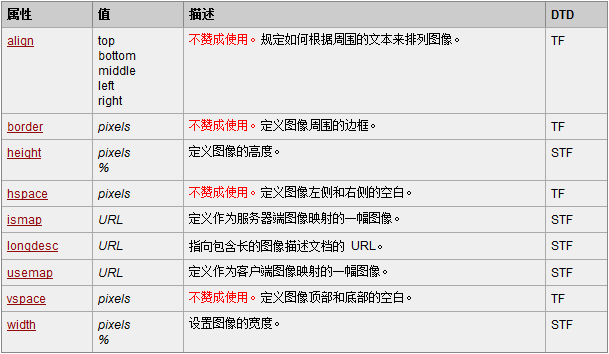 属性 值 描述 DTD
align top 不赞成使用。规定如何根据周围的文本来排列图像。 TF
bottom
middle
left
right
border pixels 不赞成使用。定义图像周围的边框。 TF
height pixels 定义图像的高度。 STF
%
hspace pixels 不赞成使用。定义图像左侧和右侧的空白。 TF
ismap URL 定义作为服务器端图像映射的一幅图像。 STF
longdesc URL 指向包含长的图像描述文档的 URL。 STF
usemap URL 定义作为客户端图像映射的一幅图像。 STF
vspace pixels 不赞成使用。定义图像顶部和底部的空白。 TF
width pixels 设置图像的宽度。 STF
%